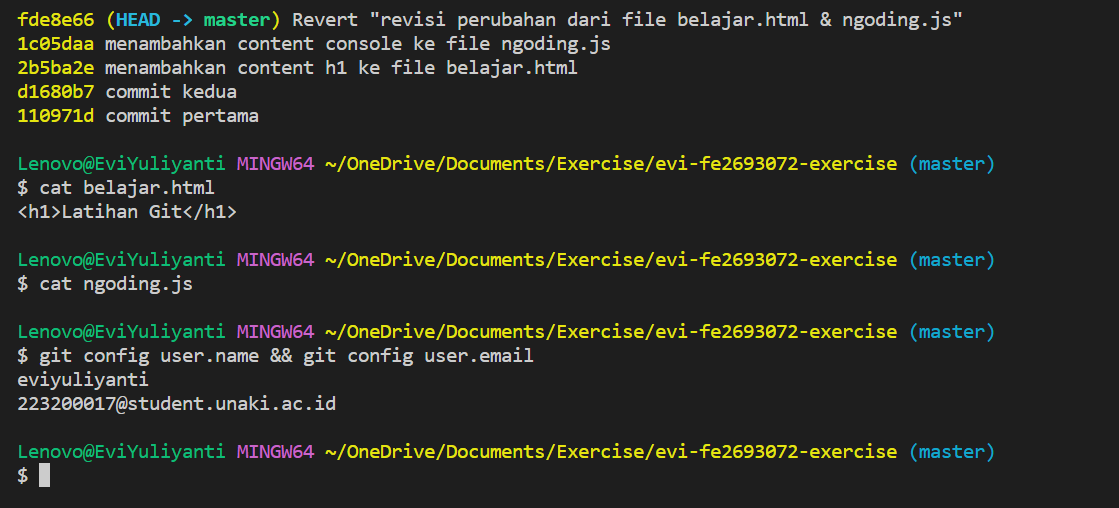 fde8e66 (HEAD -> master) Revert "revisi perubahan dari file belajar.html & ngoding.js"
1c05daa menambahkan content console ke file ngoding.js
2b5ba2e menambahkan content h1 ke file belajar.html
d1680b7 commit kedua
110971d commit pertama
Lenovo@EviYuliyanti MINGW64 ~/OneDrive/Documents/Exercise/evi-fe2693072-exercise (master)
$ cat belajar.html
<h1>Latihan Git</h1>
Lenovo@EviYuliyanti MINGW64 ~/OneDrive/Documents/Exercise/evi-fe2693072-exercise (master)
$ cat ngoding.js
Lenovo@EviYuliyanti MINGW64 ~/OneDrive/Documents/Exercise/evi-fe2693072-exercise (master)
$ git config user.name && git config user.email
eviyuliyanti
223200017@student.unaki.ac.id
Lenovo@EviYuliyanti MINGW64 ~/OneDrive/Documents/Exercise/evi-fe2693072-exercise (master)
$